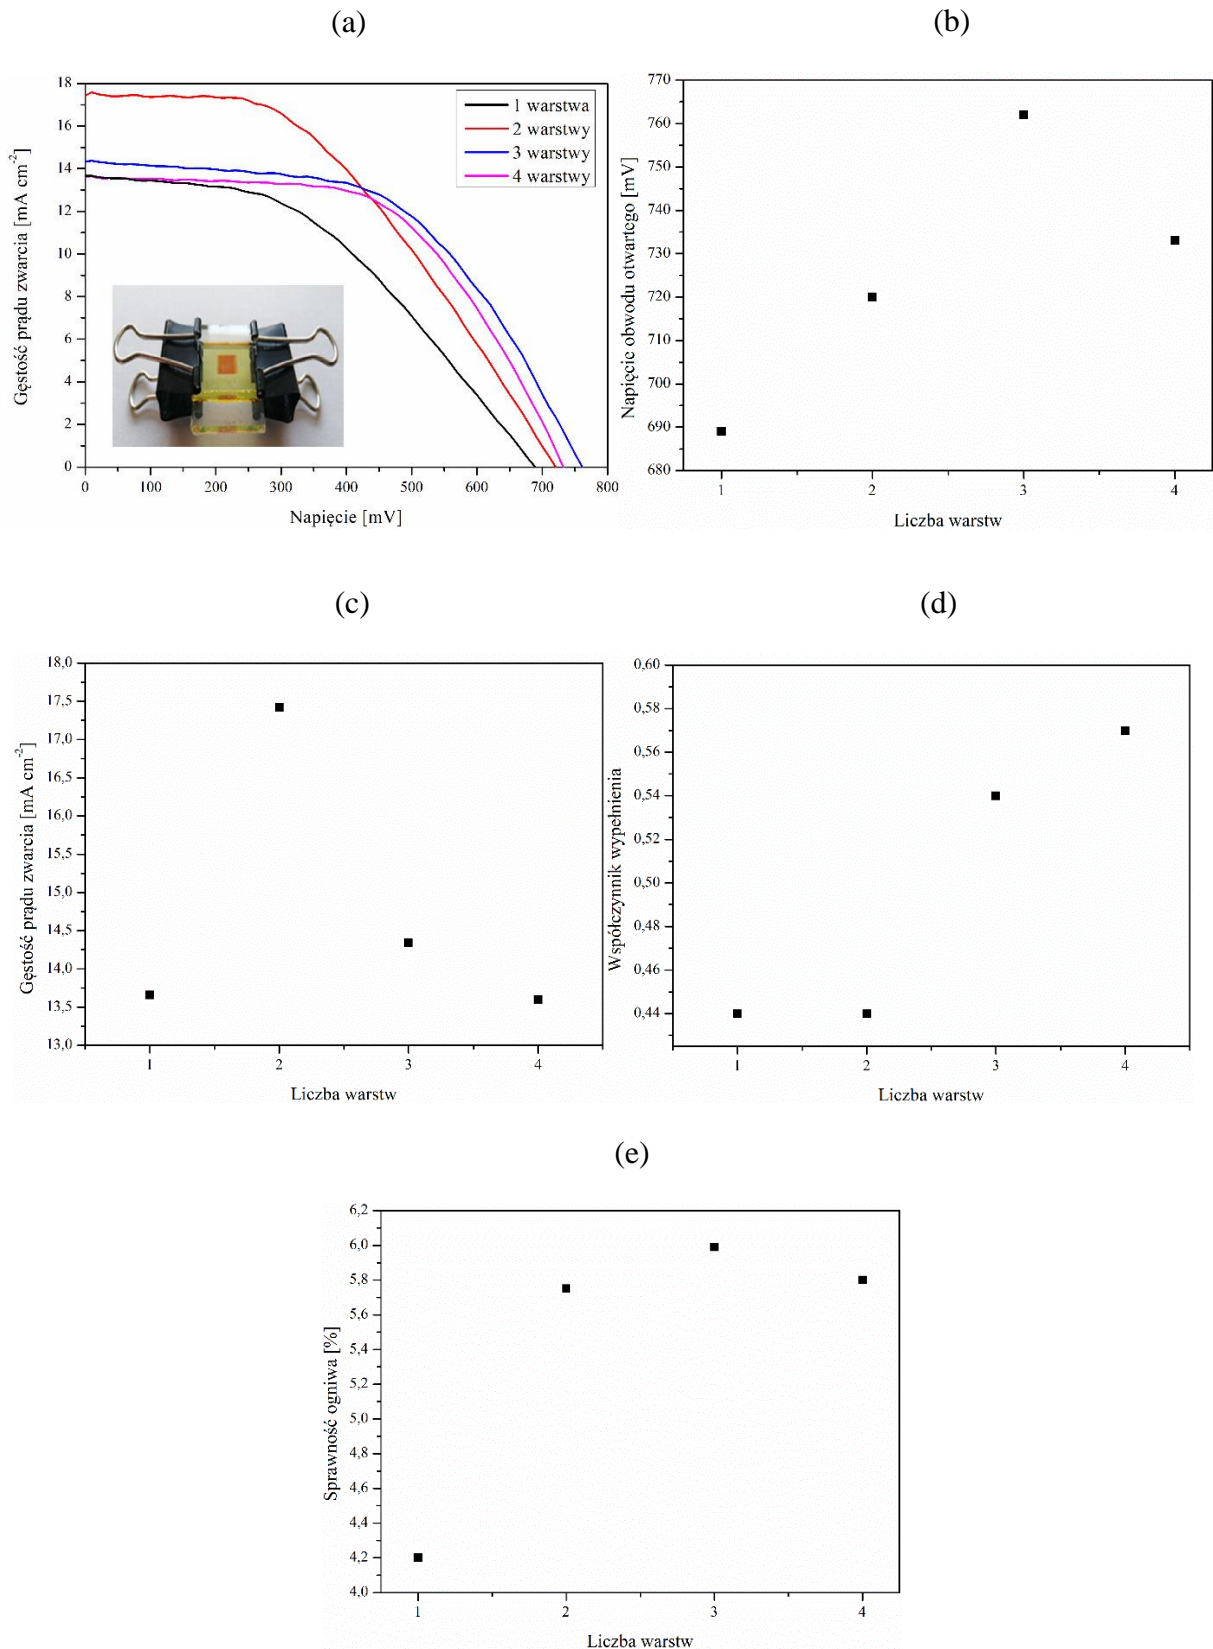 (a)
18
16
14
12
10
8
6
4
2
0
0 100 200 300 400 500 600 700 800
Gęstość prądu zwarcia [mA cm-2]
Napięcie [mV]
1 warstwa
2 warstwy
3 warstwy
4 warstwy
(b)
770
760
750
740
730
720
710
700
690
680
1 2 3 4
Napięcie obwodu otwartego [mV]
Liczba warstw
(c)
18,0
17,5
17,0
16,5
16,0
15,5
15,0
14,5
14,0
13,5
13,0
1 2 3 4
Gęstość prądu zwarcia [mA cm-2]
Liczba warstw
(d)
0,60
0,58
0,56
0,54
0,52
0,50
0,48
0,46
0,44
1 2 3 4
Współczynnik wypełnienia
Liczba warstw
(e)
6,2
6,0
5,8
5,6
5,4
5,2
5,0
4,8
4,6
4,4
4,2
4,0
1 2 3 4
Sprawność ogniwa [%]
Liczba warstw